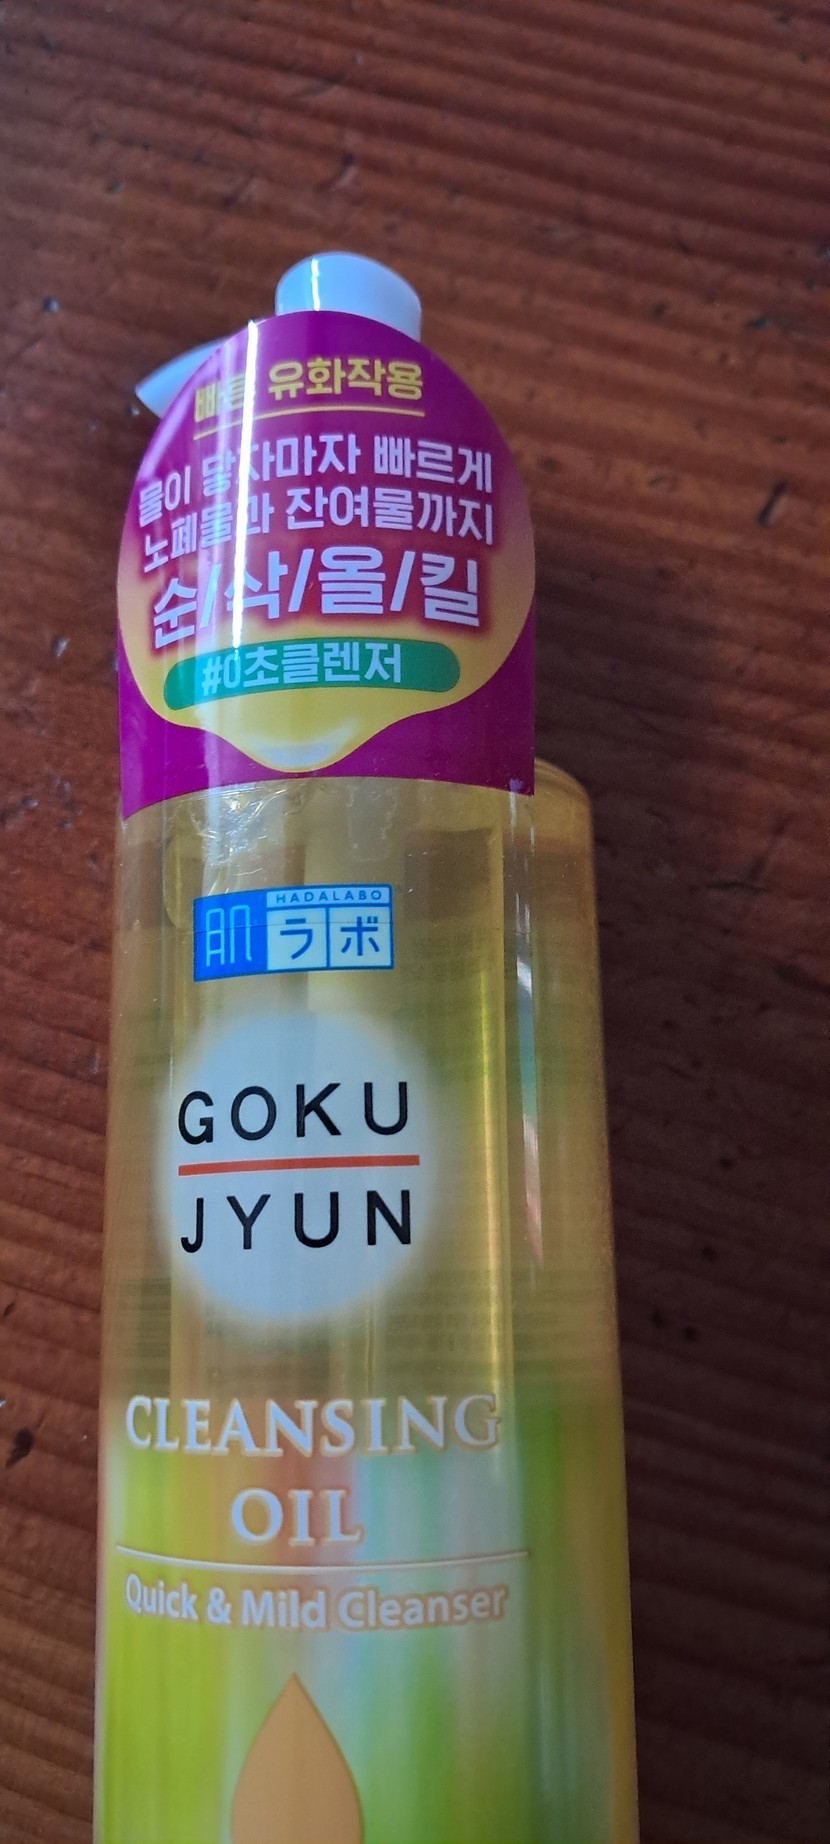 빠른 유화작용
물이 닿자마자 빠르게
노폐물과 잔여물까지
순/삭/올/킬
#0초클렌저
HADALABO
肌ラボ
GOKU
JYUN
CLEANSING
OIL
Quick & Mild Cleanser